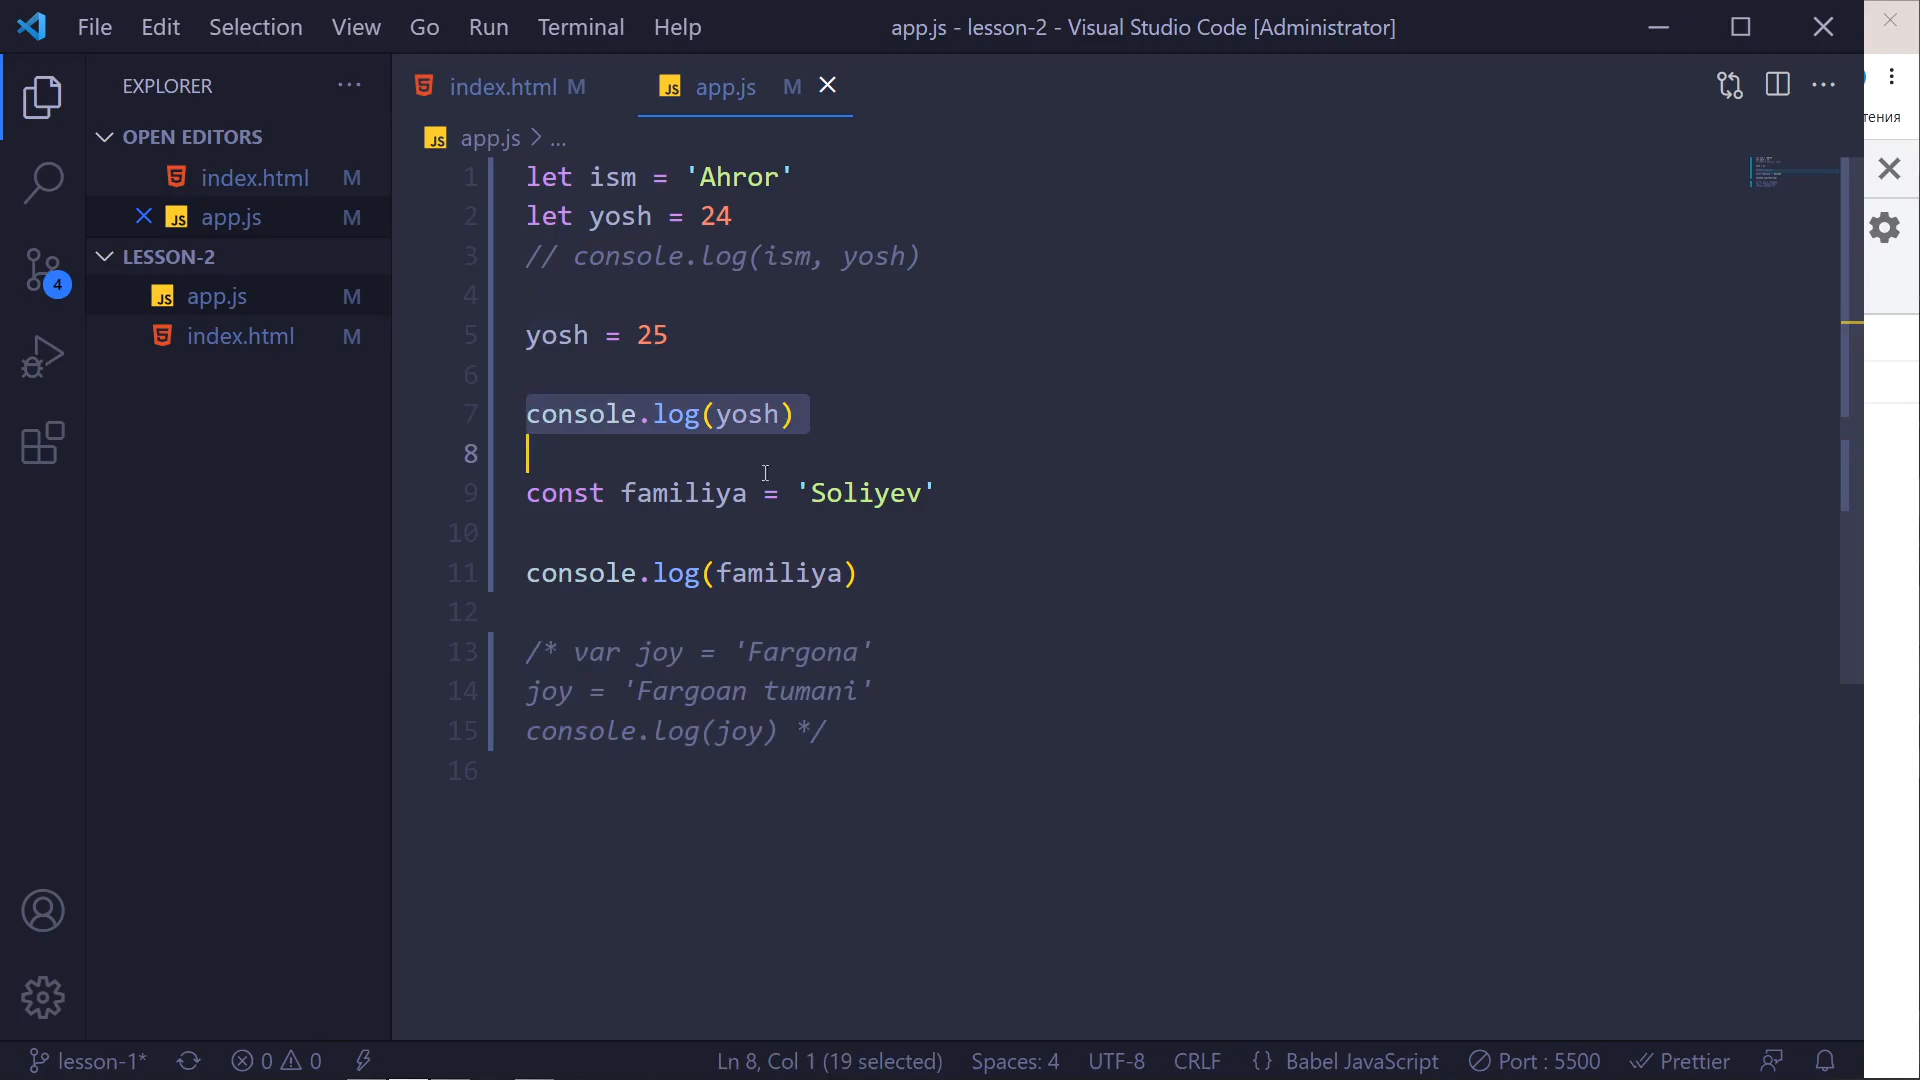 File Edit Selection View Go Run Terminal Help
app.js - lesson-2 - Visual Studio Code [Administrator]
EXPLORER
OPEN EDITORS
index.html M
app.js M
LESSON-2
app.js M
index.html M
index.html M
app.js M
app.js > ...
1 let ism = 'Ahror'
2 let yosh = 24
3 // console.log(ism, yosh)
4
5 yosh = 25
6
7 console.log(yosh)
8
9 const familiya = 'Soliyev'
10
11 console.log(familiya)
12
13 /* var joy = 'Fargona'
14 joy = 'Fargoan tumani'
15 console.log(joy) */
16
тения
4
lesson-1* 0 0
Ln 8, Col 1 (19 selected) Spaces: 4 UTF-8 CRLF {} Babel JavaScript Port : 5500 Prettier